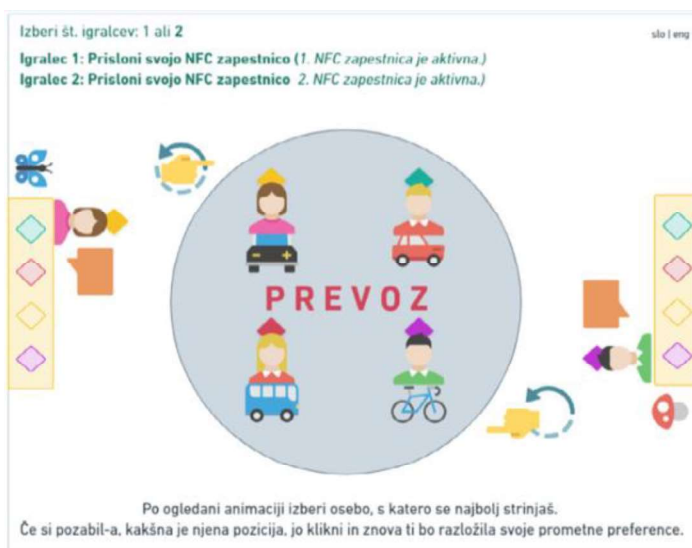 Izberi št. igralcev: 1 ali 2
slo | eng
Igralec 1: Prisloni svojo NFC zapestnico (1. NFC zapestnica je aktivna.)
Igralec 2: Prisloni svojo NFC zapestnico 2. NFC zapestnica je aktivna.)
PREVOZ
Po ogledani animaciji izberi osebo, s katero se najbolj strinjaš.
Če si pozabil-a, kakšna je njena pozicija, jo klikni in znova ti bo razložila svoje prometne preference.